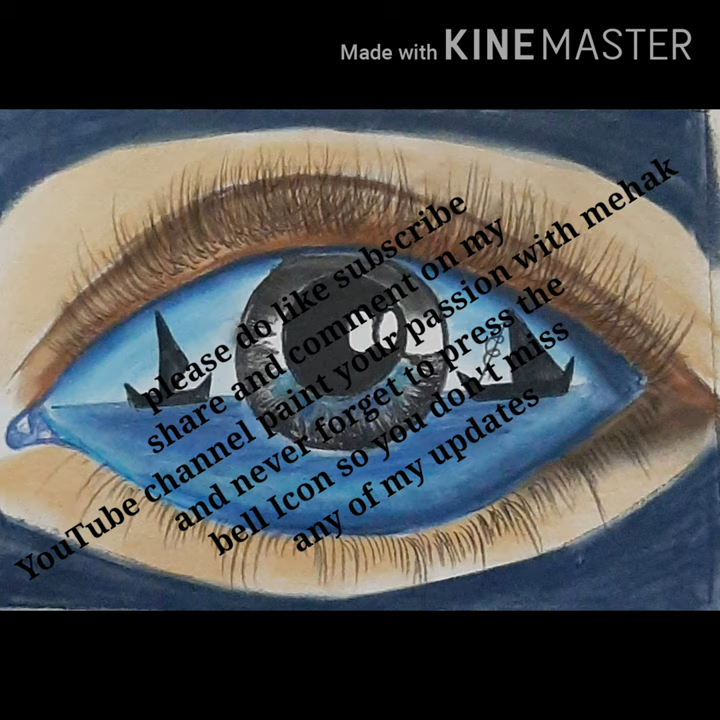 Made with KINEMASTER
please do like subscribe
share and comment on my
YouTube channel paint your passion with mehak
and never forget to press the
bell Icon so you don't miss
any of my updates